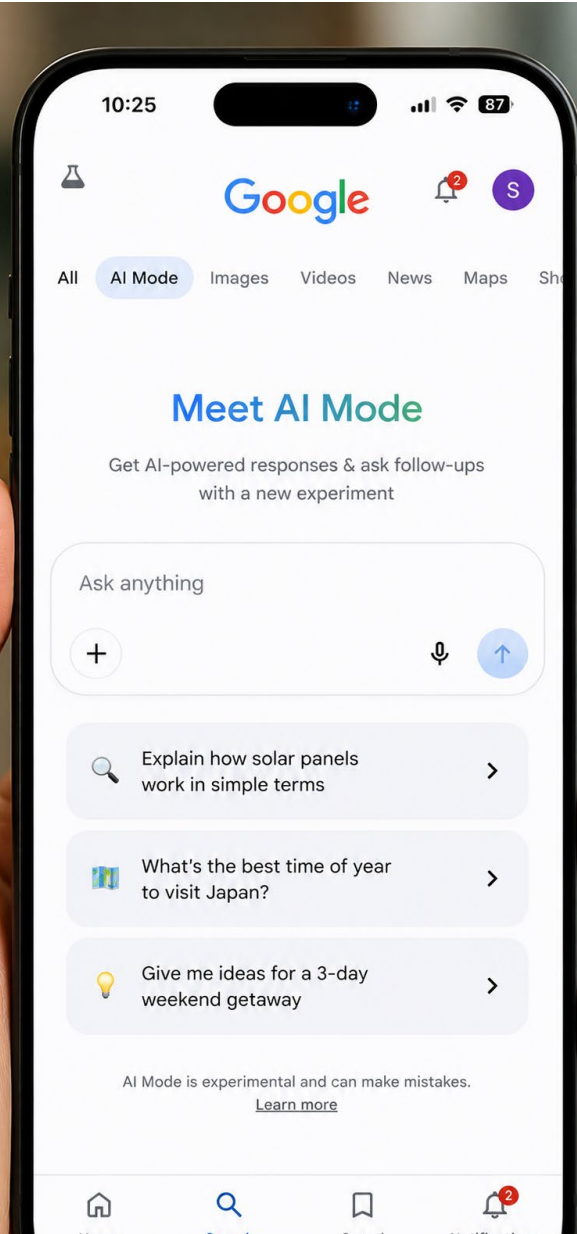 10:25
87
Google
2
S
All
AI Mode
Images
Videos
News
Maps
Meet AI Mode
Get AI-powered responses & ask follow-ups
with a new experiment
Ask anything
Explain how solar panels
work in simple terms
What's the best time of year
to visit Japan?
Give me ideas for a 3-day
weekend getaway
AI Mode is experimental and can make mistakes.
Learn more
2